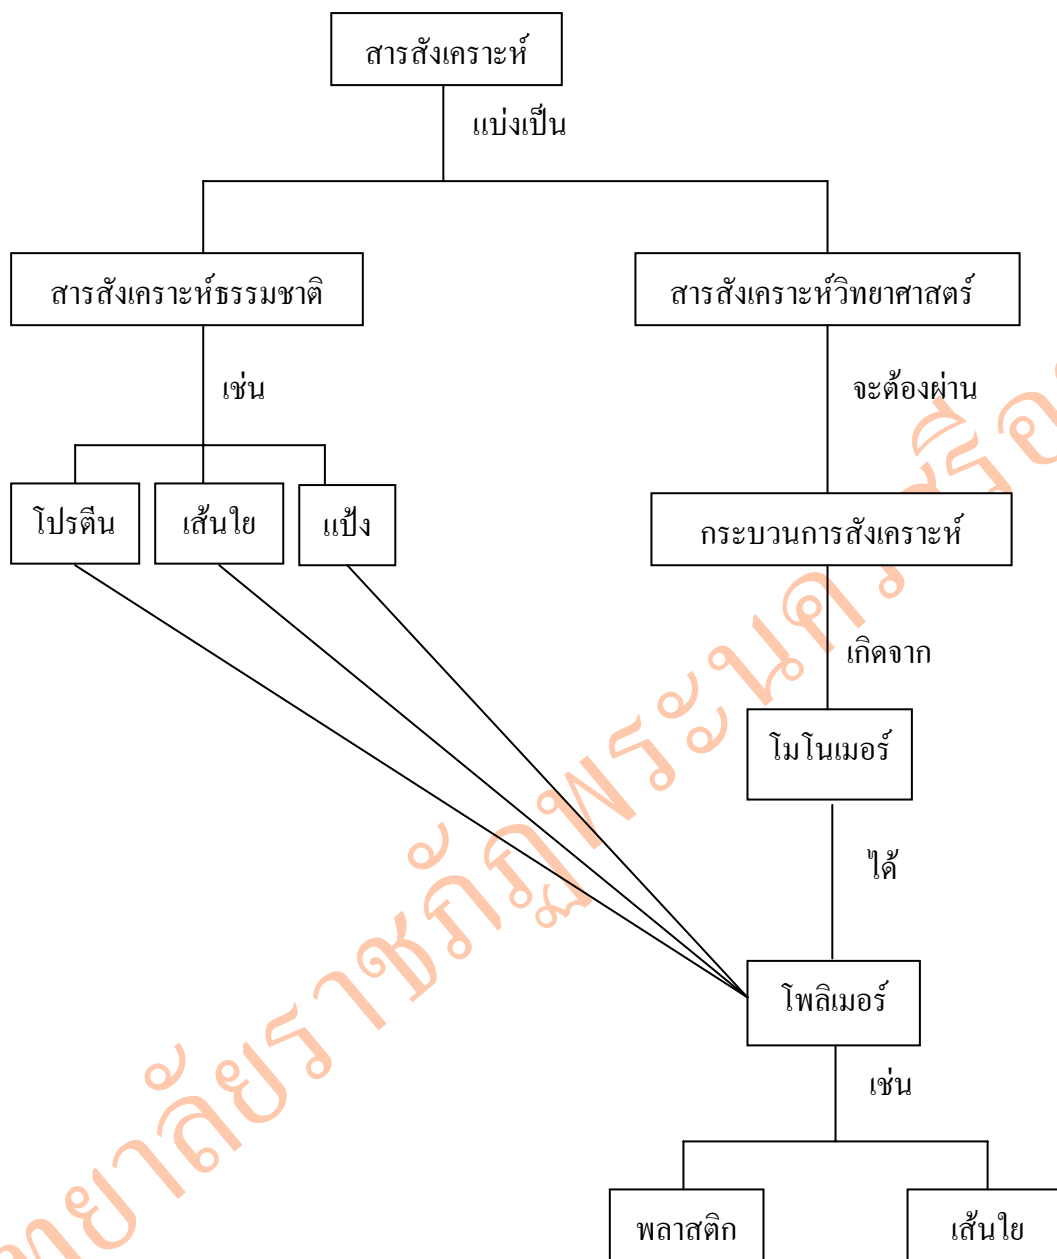 สารสังเคราะห์
แบ่งเป็น
สารสังเคราะห์ธรรมชาติ
สารสังเคราะห์วิทยาศาสตร์
เช่น
จะต้องผ่าน
โปรตีน
เส้นใย
แป้ง
กระบวนการสังเคราะห์
เกิดจาก
โมโนเมอร์
ได้
โพลิเมอร์
เช่น
พลาสติก
เส้นใย